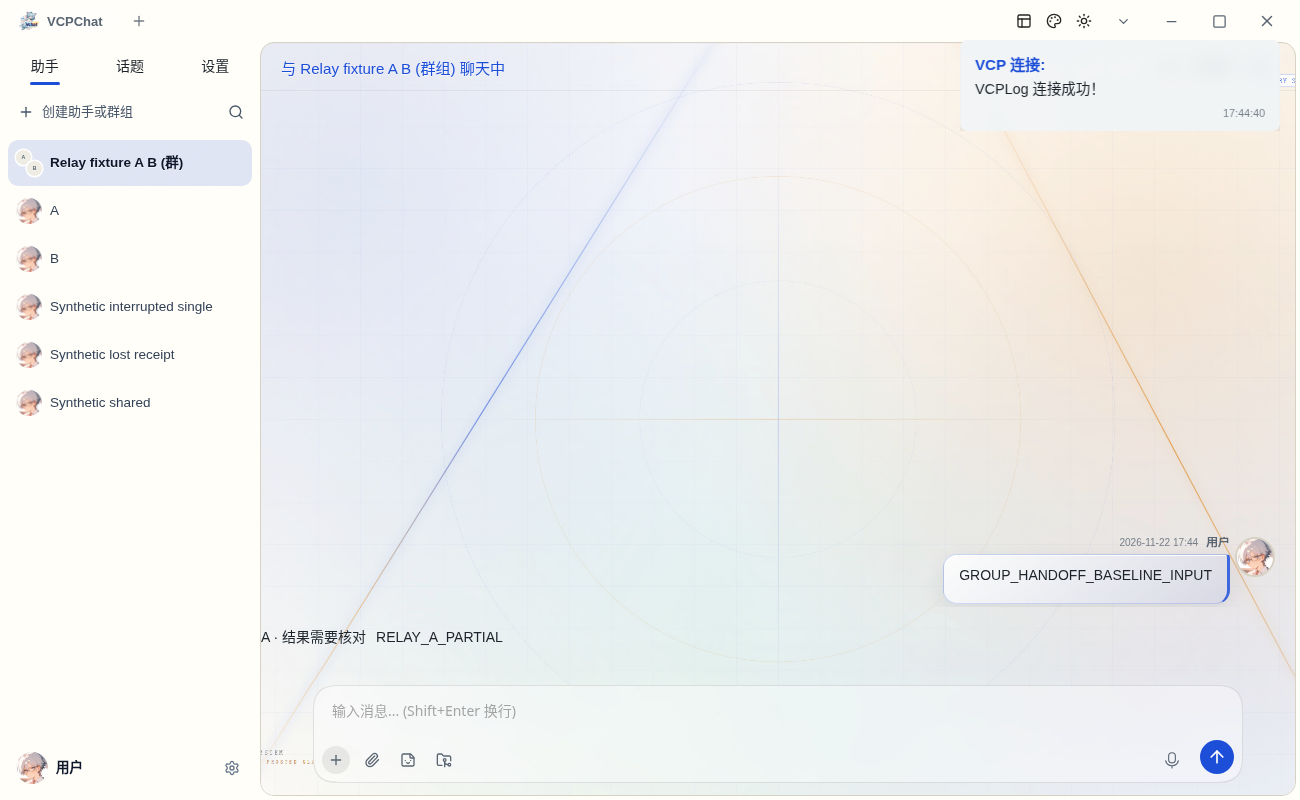 VCPChat
助手 话题 设置
创建助手或群组
Relay fixture A B (群)
A
B
A
B
Synthetic interrupted single
Synthetic lost receipt
Synthetic shared
用户
与 Relay fixture A B (群组) 聊天中
VCP 连接:
VCPLog 连接成功!
17:44:40
2026-11-22 17:44 用户
GROUP_HANDOFF_BASELINE_INPUT
A · 结果需要核对 RELAY_A_PARTIAL
输入消息... (Shift+Enter 换行)